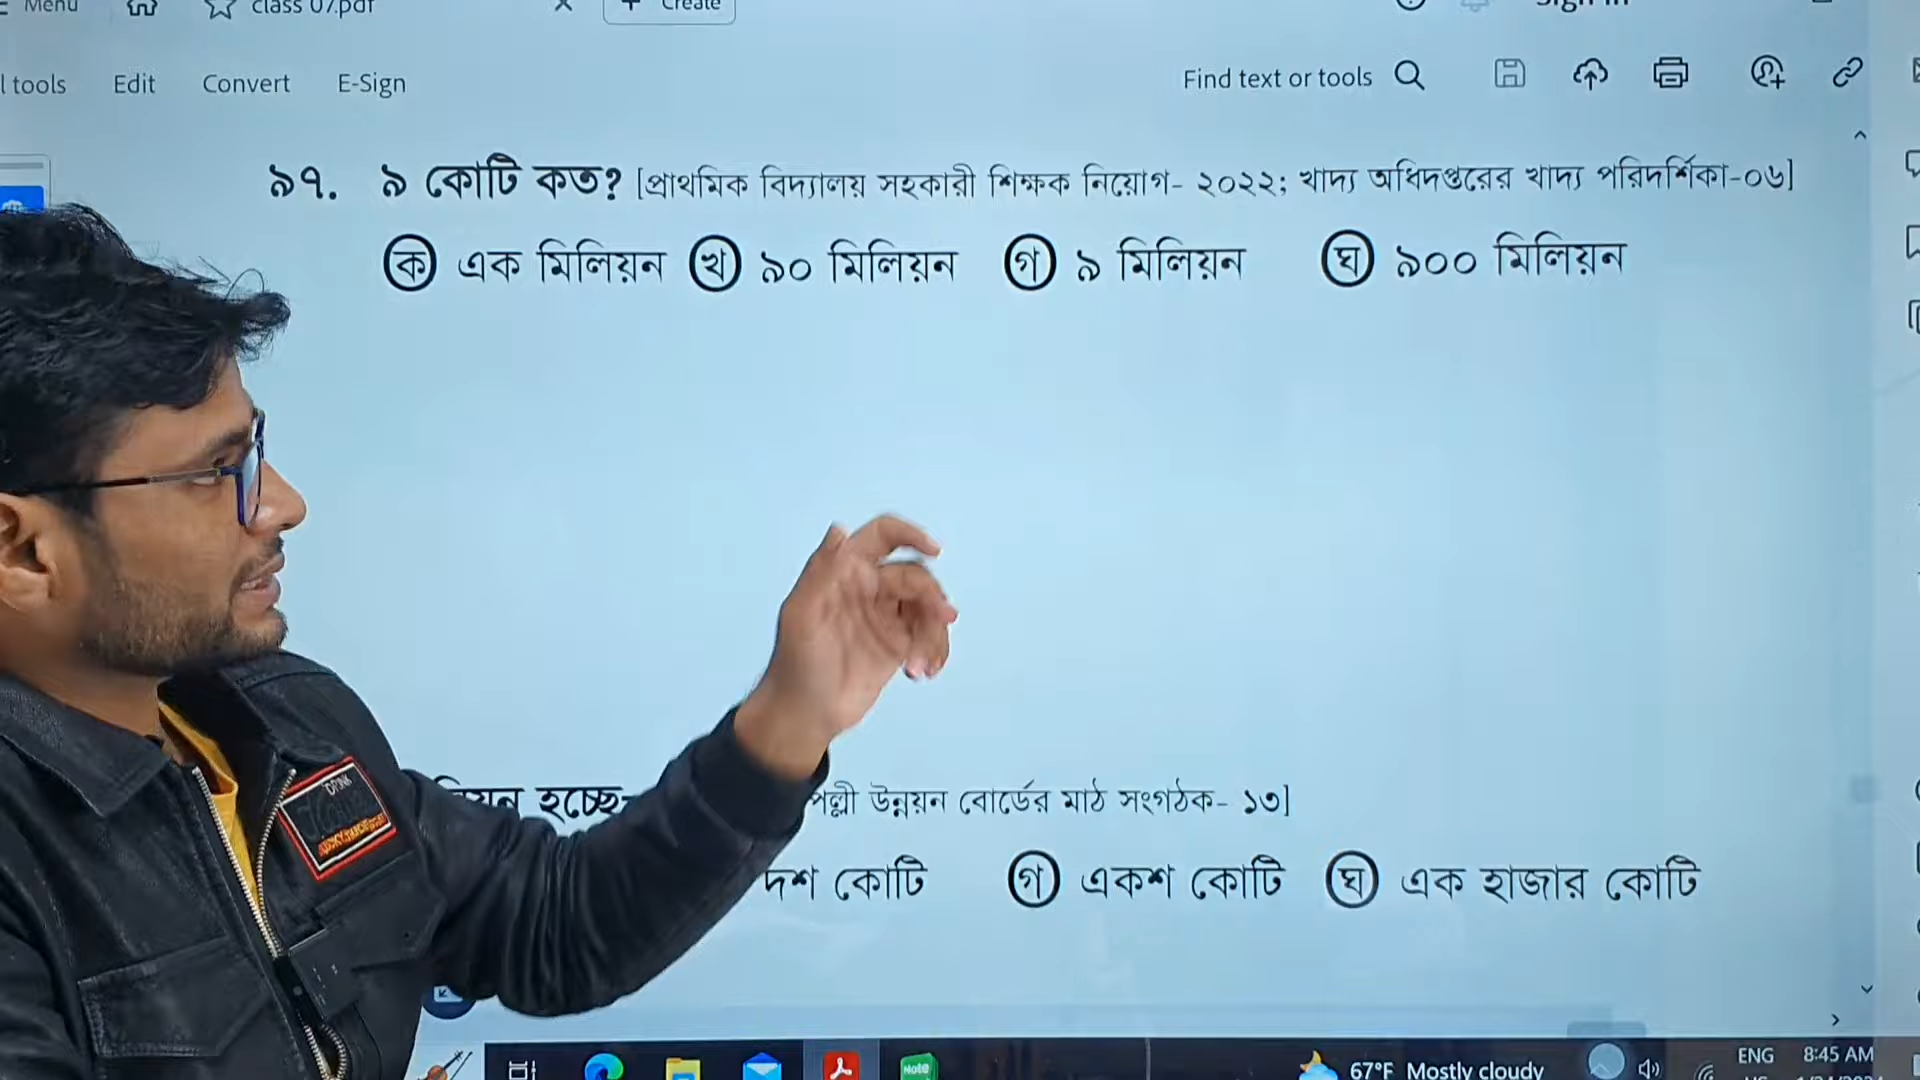 Menu class 07.pdf Create
tools Edit Convert E-Sign Find text or tools
৯৭. ৯ কোটি কত? [প্রাথমিক বিদ্যালয় সহকারী শিক্ষক নিয়োগ- ২০২২; খাদ্য অধিদপ্তরের খাদ্য পরিদর্শিকা-০৬]
ক এক মিলিয়ন খ ৯০ মিলিয়ন গ ৯ মিলিয়ন ঘ ৯০০ মিলিয়ন
হচ্ছে- পল্লী উন্নয়ন বোর্ডের মাঠ সংগঠক- ১৩]
দশ কোটি গ একশ কোটি ঘ এক হাজার কোটি
Note 67°F Mostly cloudy ENG 8:45 AM